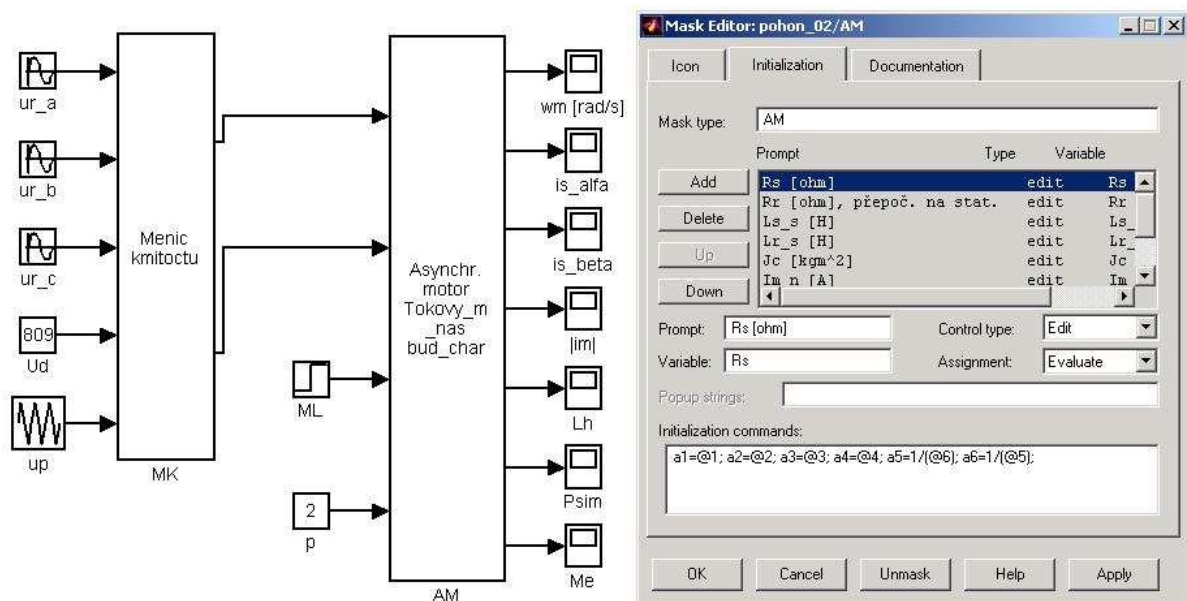 ur_a
ur_b
ur_c
809
Ud
up
Menic
kmitoctu
MK
ML
2
p
Asynchr.
motor
Tokovy_m
_nas
bud_char
AM
wm [rad/s]
is_alfa
is_beta
|im|
Lh
Psim
Me
Mask Editor: pohon_02/AM
Icon Initialization Documentation
Mask type: AM
Prompt Type Variable
Add
Delete
Up
Down
Rs [ohm] edit Rs
Rr [ohm], přepoč. na stat. edit Rr
Ls_s [H] edit Ls_
Lr_s [H] edit Lr_
Jc [kgm^2] edit Jc
Im n [A] edit Im
Prompt: Rs [ohm] Control type: Edit
Variable: Rs Assignment: Evaluate
Popup strings:
Initialization commands:
a1=@1; a2=@2; a3=@3; a4=@4; a5=1/(@6); a6=1/(@5);
OK Cancel Unmask Help Apply